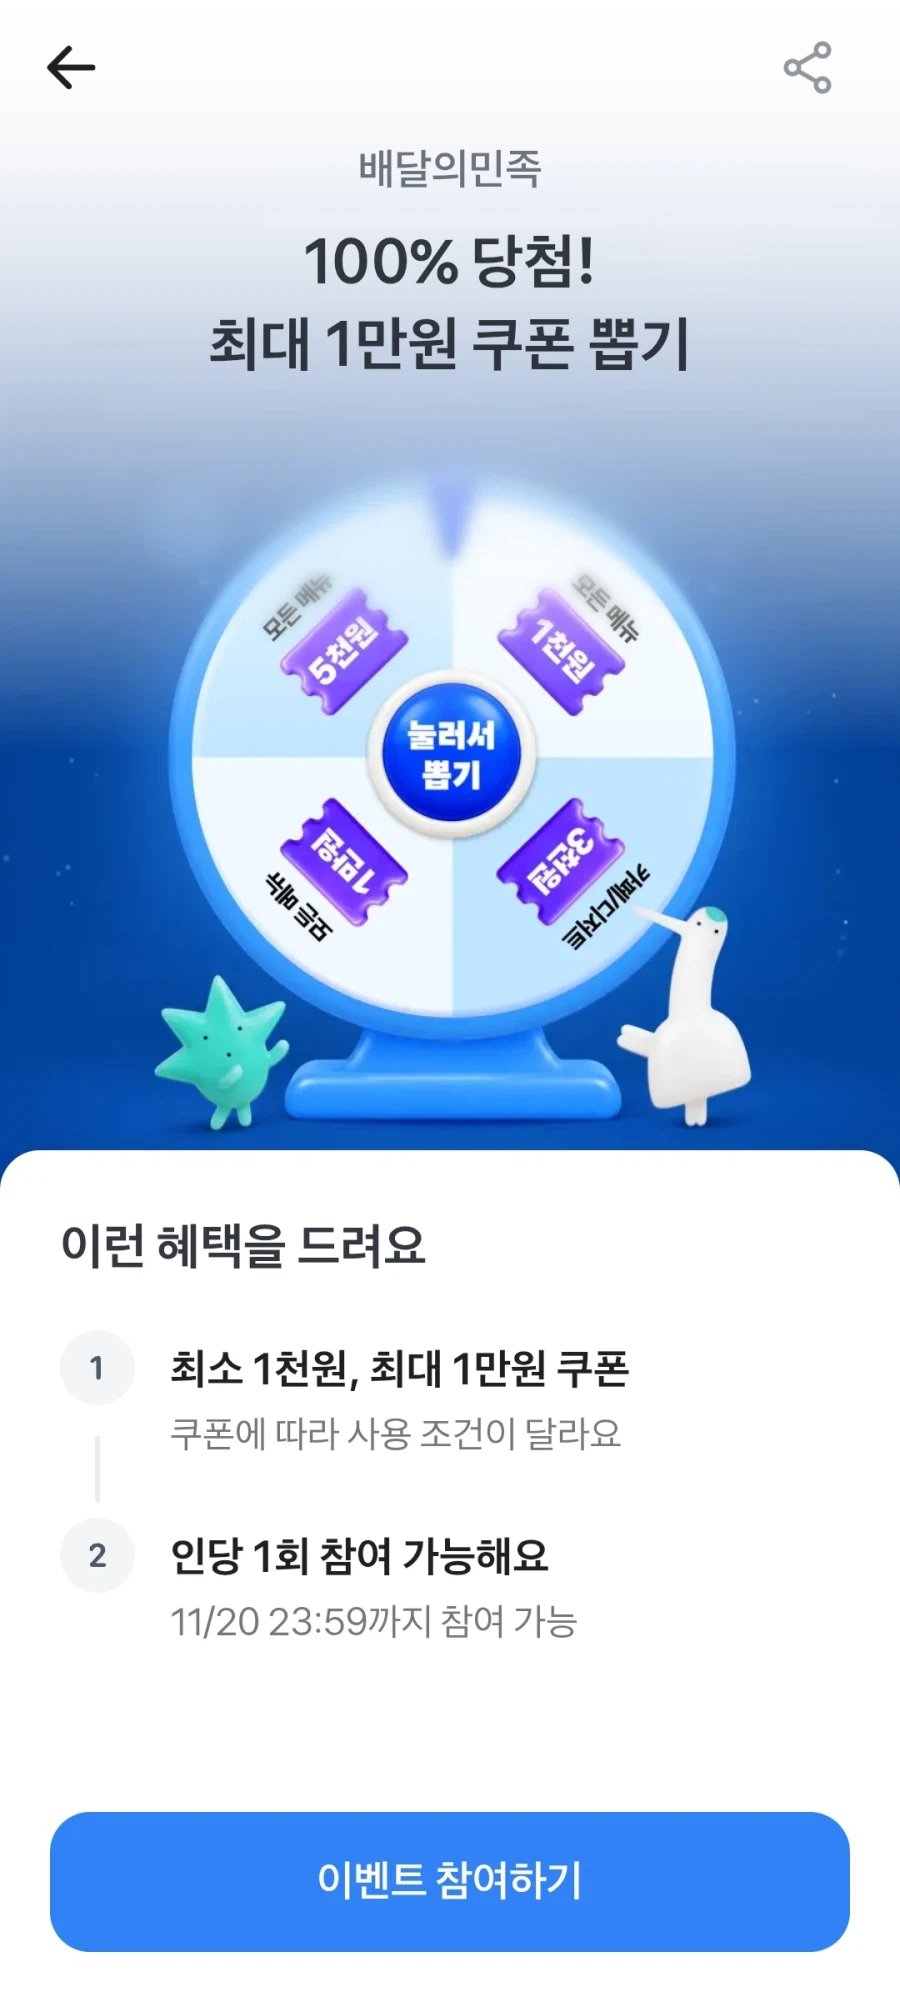 배달의민족
100% 당첨!
최대 1만원 쿠폰 뽑기
모든 메뉴
5천원
모든 메뉴
1천원
눌러서
뽑기
1만원
모든 메뉴
3천원
카페/디저트
이런 혜택을 드려요
1
최소 1천원, 최대 1만원 쿠폰
쿠폰에 따라 사용 조건이 달라요
2
인당 1회 참여 가능해요
11/20 23:59까지 참여 가능
이벤트 참여하기